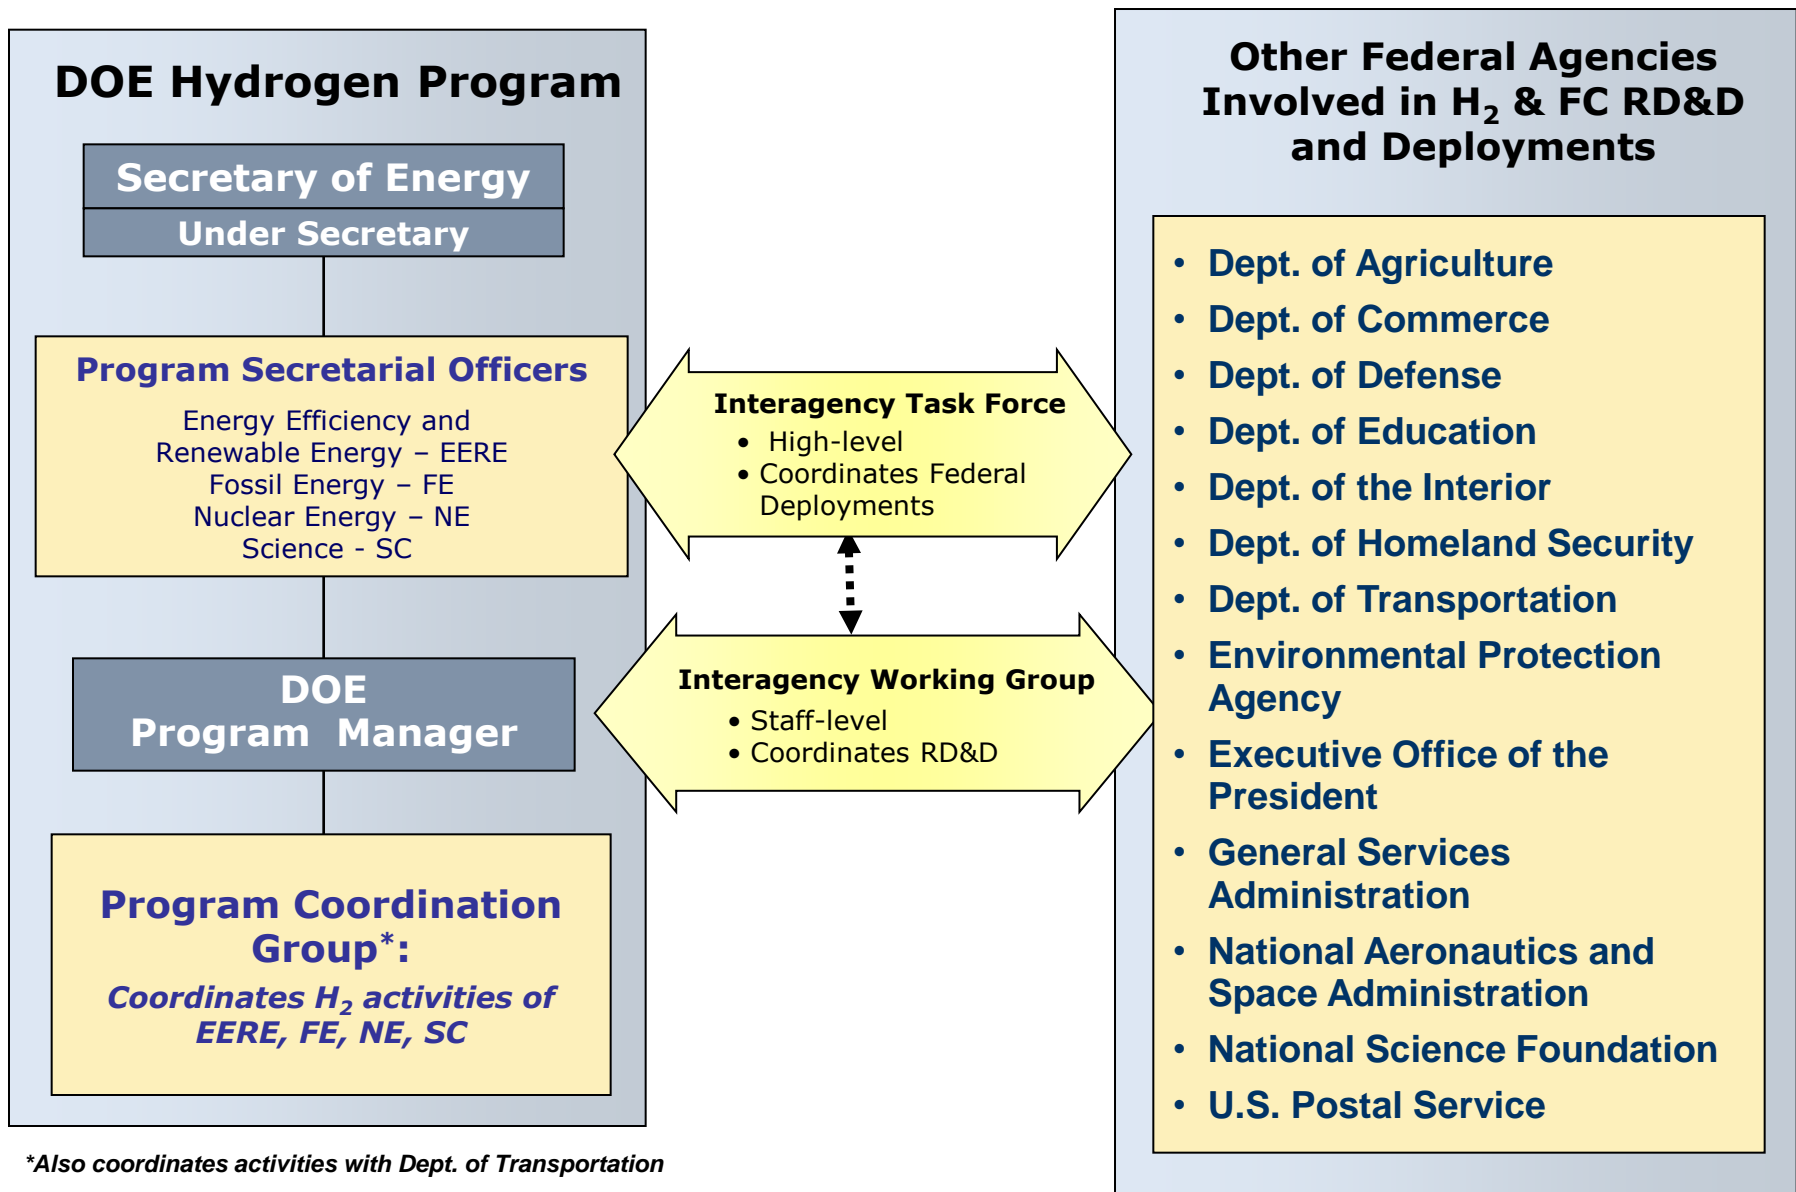 DOE Hydrogen Program
Secretary of Energy
Under Secretary
Program Secretarial Officers
Energy Efficiency and
Renewable Energy – EERE
Fossil Energy – FE
Nuclear Energy – NE
Science - SC
DOE
Program Manager
Program Coordination
Group*:
Coordinates H2 activities of
EERE, FE, NE, SC
*Also coordinates activities with Dept. of Transportation
Interagency Task Force
• High-level
• Coordinates Federal
Deployments
Interagency Working Group
• Staff-level
• Coordinates RD&D
Other Federal Agencies
Involved in H2 & FC RD&D
and Deployments
• Dept. of Agriculture
• Dept. of Commerce
• Dept. of Defense
• Dept. of Education
• Dept. of the Interior
• Dept. of Homeland Security
• Dept. of Transportation
• Environmental Protection
Agency
• Executive Office of the
President
• General Services
Administration
• National Aeronautics and
Space Administration
• National Science Foundation
• U.S. Postal Service